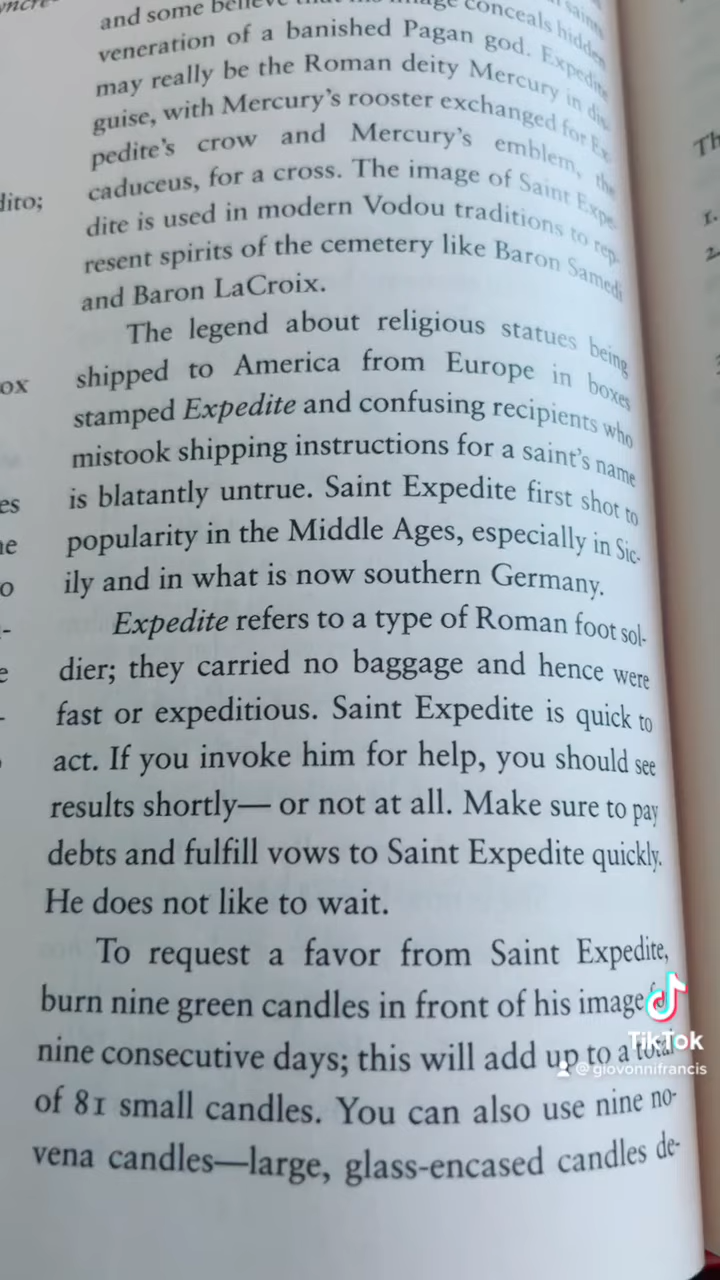 and some believe that his image conceals hidden
veneration of a banished Pagan god. Expedite
may really be the Roman deity Mercury in dis-
guise, with Mercury's rooster exchanged for Ex-
pedite's crow and Mercury's emblem, the
caduceus, for a cross. The image of Saint Expe-
dite is used in modern Vodou traditions to rep-
resent spirits of the cemetery like Baron Samedi
and Baron LaCroix.
The legend about religious statues being
shipped to America from Europe in boxes
stamped Expedite and confusing recipients who
mistook shipping instructions for a saint's name
is blatantly untrue. Saint Expedite first shot to
popularity in the Middle Ages, especially in Sic-
ily and in what is now southern Germany.
Expedite refers to a type of Roman foot sol-
dier; they carried no baggage and hence were
fast or expeditious. Saint Expedite is quick to
act. If you invoke him for help, you should see
results shortly— or not at all. Make sure to pay
debts and fulfill vows to Saint Expedite quickly.
He does not like to wait.
To request a favor from Saint Expedite,
burn nine green candles in front of his image
nine consecutive days; this will add up to a total
of 81 small candles. You can also use nine no-
vena candles—large, glass-encased candles de-
TikTok
@giovonnifrancis